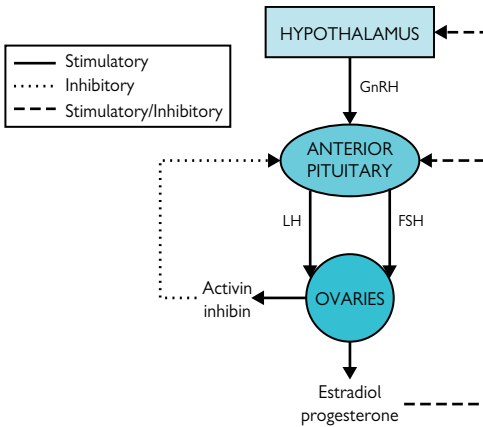 HYPOTHALAMUS
Stimulatory
Inhibitory
Stimulatory/Inhibitory
GnRH
ANTERIOR
PITUITARY
LH
FSH
Activin
inhibin
OVARIES
Estradiol
progesterone